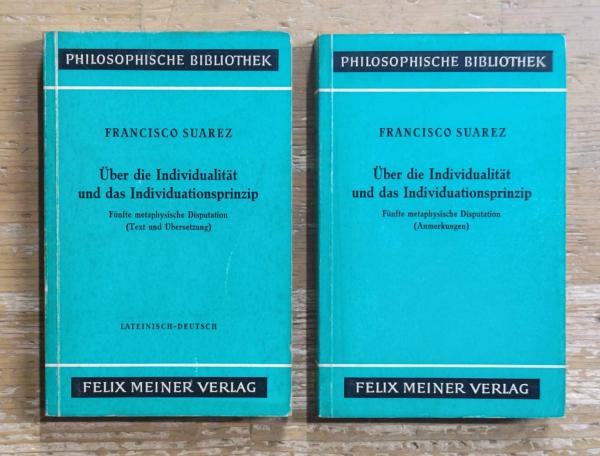 PHILOSOPHISCHE BIBLIOTHEK
FRANCISCO SUAREZ
Über die Individualität
und das Individuationsprinzip
Fünfte metaphysische Disputation
(Text und Übersetzung)
LATEINISCH-DEUTSCH
FELIX MEINER VERLAG
PHILOSOPHISCHE BIBLIOTHEK
FRANCISCO SUAREZ
Über die Individualität
und das Individuationsprinzip
Fünfte metaphysische Disputation
(Anmerkungen)
FELIX MEINER VERLAG